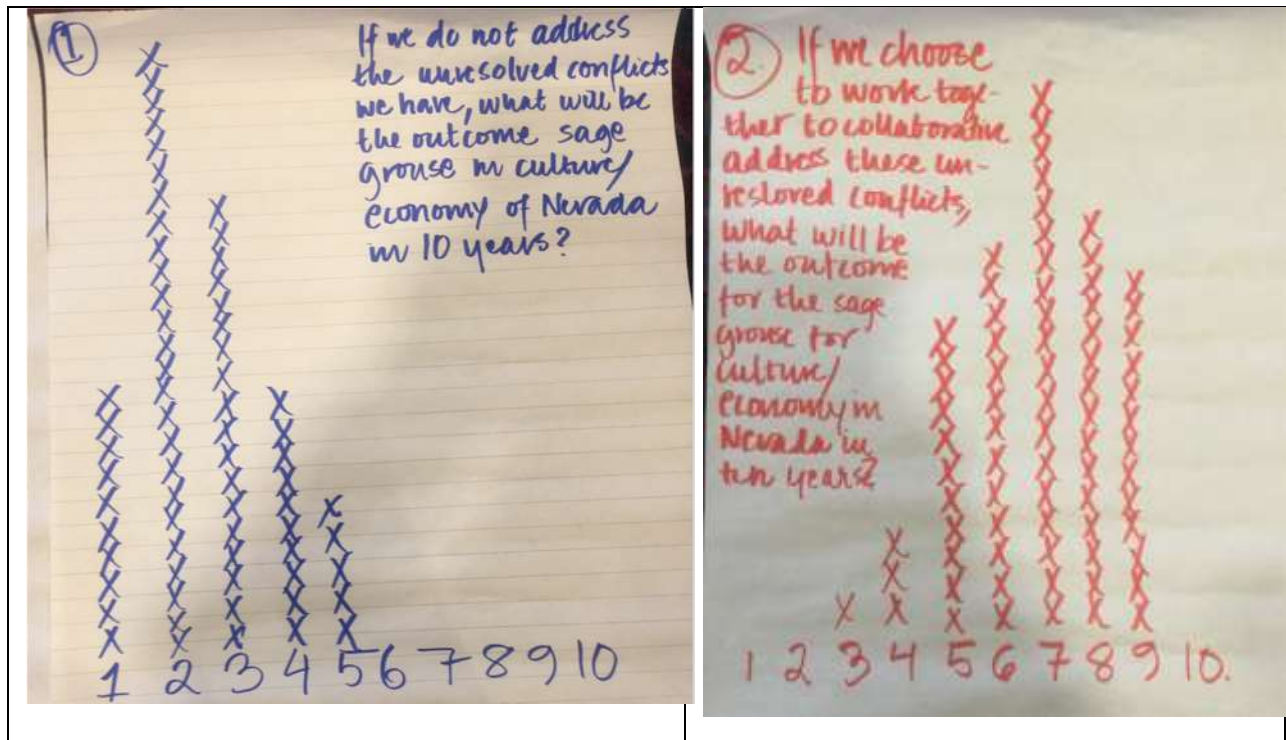 1
If we do not address
the unresolved conflicts
we have, what will be
the outcome sage
grouse in culture/
economy of Nevada
in 10 years?
1 2 3 4 5 6 7 8 9 10
2. If we choose
to work toge-
ther to collaborative
address these un-
resloved conflicts,
what will be
the outcome
for the sage
grouse for
culture/
economy in
Nevada in
ten years?
1 2 3 4 5 6 7 8 9 10.